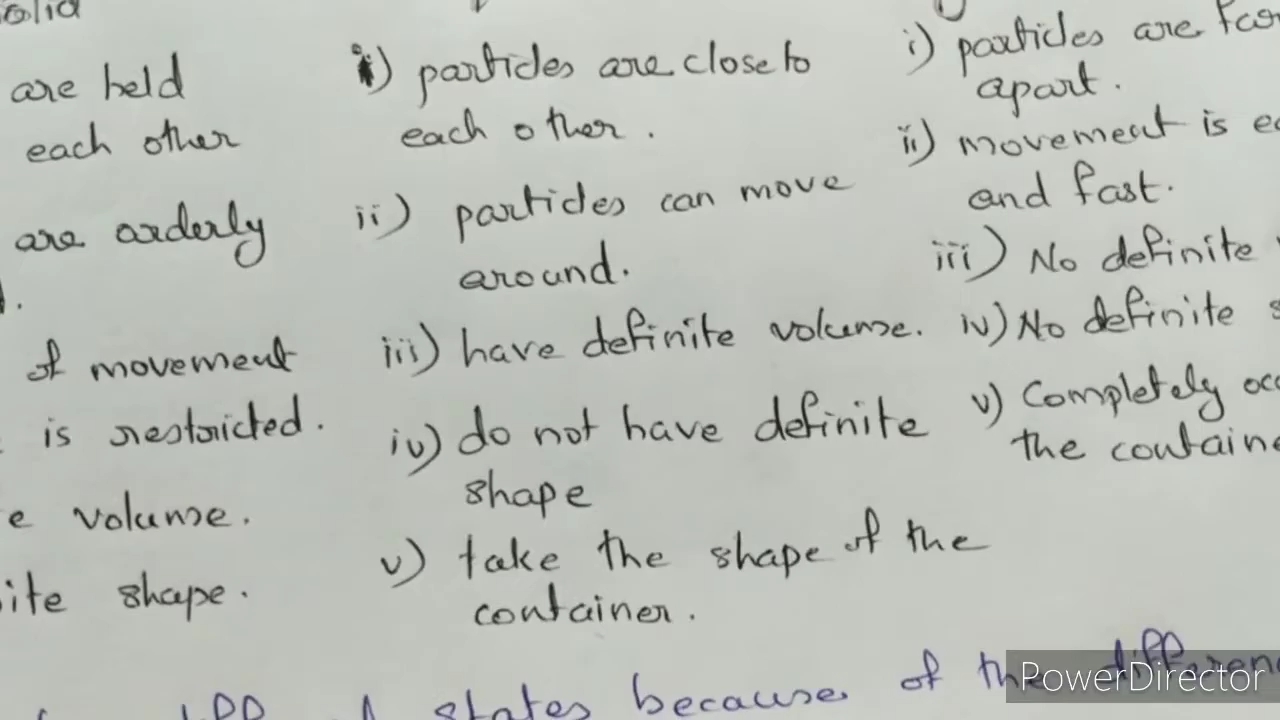 are held
each other
are orderly
of movement
is restricted.
volume.
shape.
i) particles are close to
each other.
ii) particles can move
around.
iii) have definite volume.
iv) do not have definite
shape
v) take the shape of the
container.
i) particles are
apart.
ii) movement is
and fast.
iii) No definite
iv) No definite
v) Completely
the
states because of the
PowerDirector